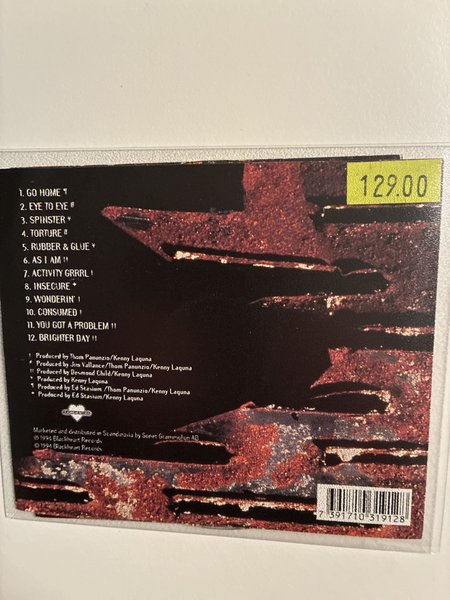 129.00
1. GO HOME
2. EYE TO EYE
3. SPINSTER
4. TORTURE
5. RUBBER & GLUE
6. AS I AM !!
7. ACTIVITY GRRRL !
8. INSECURE
9. WONDERIN' !
10. CONSUMED !
11. YOU GOT A PROBLEM !!
12. BRIGHTER DAY !!
! Produced by Thom Panunzio/Kenny Laguna
Produced by Jim Vallance/Thom Panunzio/Kenny Laguna
!! Produced by Desmond Child/Kenny Laguna
Produced by Kenny Laguna
Produced by Ed Stasium/Thom Panunzio/Kenny Laguna
Produced by Ed Stasium/Kenny Laguna
Marketed and distributed in Scandinavia by Sonet Grammofon AB
℗ 1994 Blackheart Records
© 1994 Blackheart Records
7 391710 319128